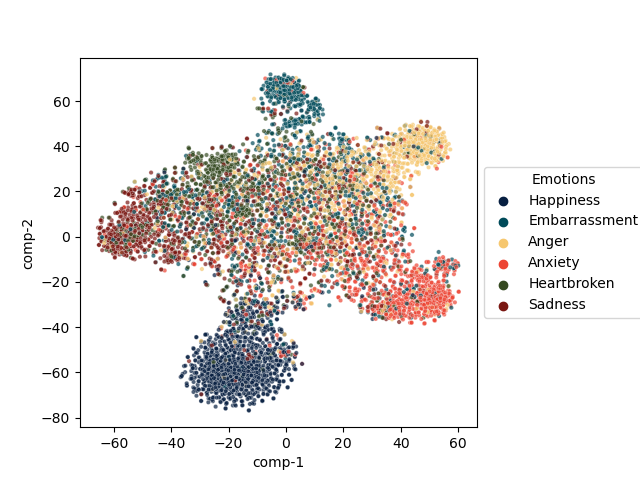 60
40
20
0
−20
−40
−60
−80
comp-2
−60 −40 −20 0 20 40 60
comp-1
Emotions
Happiness
Embarrassment
Anger
Anxiety
Heartbroken
Sadness